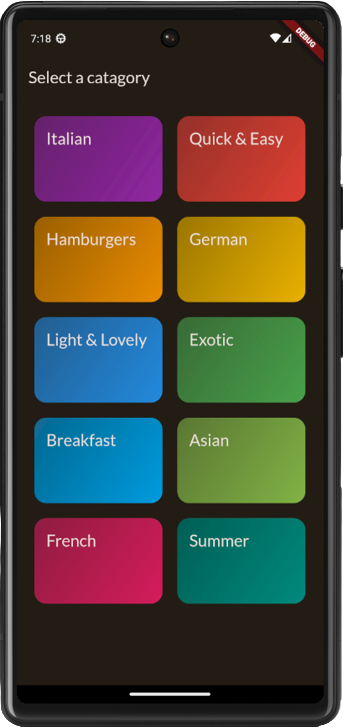 7:18
DEBUG
Select a catagory
Italian
Quick & Easy
Hamburgers
German
Light & Lovely
Exotic
Breakfast
Asian
French
Summer